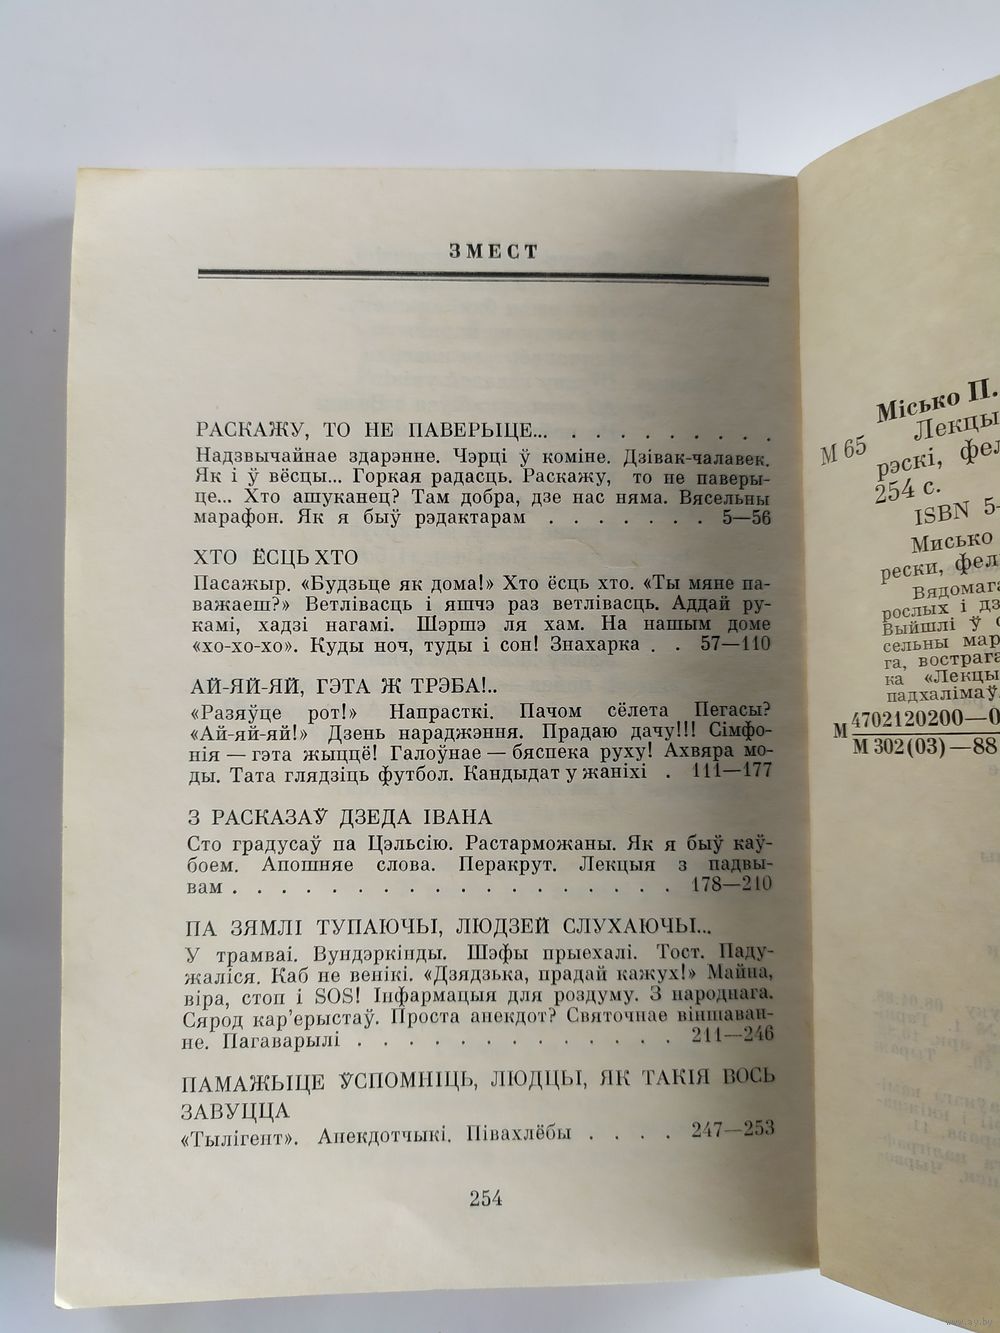 ЗМЕСТ
РАСКАЖУ, ТО НЕ ПАВЕРЫЦЕ... . . . . . . . . . .
Надзвычайнае здарэнне. Чэрці ў коміне. Дзівак-чалавек.
Як і ў вёсцы... Горкая радасць. Раскажу, то не паверы-
це... Хто ашуканец? Там добра, дзе нас няма. Вясельны
марафон. Як я быў рэдактарам . . . . . . . 5—56
ХТО ЁСЦЬ ХТО
Пасажыр. «Будзьце як дома!» Хто ёсць хто. «Ты мяне па-
важаеш?» Ветлівасць і яшчэ раз ветлівасць. Аддай ру-
камі, хадзі нагамі. Шэршэ ля хам. На нашым доме
«хо-хо-хо». Куды ноч, туды і сон! Знахарка . . 57—110
АЙ-ЯЙ-ЯЙ, ГЭТА Ж ТРЭБА!..
«Разяўце рот!» Напрасткі. Пачом сёлета Пегасы?
«Ай-яй-яй!» Дзень нараджэння. Прадаю дачу!!! Сімфо-
нія — гэта жыццё! Галоўнае — бяспека руху! Ахвяра мо-
ды. Тата глядзіць футбол. Кандыдат у жаніхі . 111—177
З РАСКАЗАЎ ДЗЕДА ІВАНА
Сто градусаў па Цэльсію. Растарможаны. Як я быў каў-
боем. Апошняе слова. Перакрут. Лекцыя з падвы-
вам . . . . . . . . . . . . . . . . . . 178—210
ПА ЗЯМЛІ ТУПАЮЧЫ, ЛЮДЗЕЙ СЛУХАЮЧЫ...
У трамваі. Вундэркінды. Шэфы прыехалі. Тост. Паду-
жаліся. Каб не венікі. «Дзядзька, прадай кажух!» Майна,
віра, стоп і SOS! Інфармацыя для роздуму. З народнага.
Сярод кар'ерыстаў. Проста анекдот? Святочнае віншаван-
не. Пагаварылі . . . . . . . . . . . . . 211—246
ПАМАЖЫЦЕ ЎСПОМНІЦЬ, ЛЮДЦЫ, ЯК ТАКІЯ ВОСЬ
ЗАВУЦЦА
«Тылігент». Анекдотчыкі. Півахлёбы . . . . 247—253
254
Місько П.
Лекцы
М 65
рэскі, фел
254 с.
ISBN 5-
Мисько
рески, фел
Вядомага
рослых і дз
Выйшлі ў
сельны мар
га, вострага
ка «Лекцы
падхалімаў
М 4702120200—0
М 302(03)—88
www.ay.by